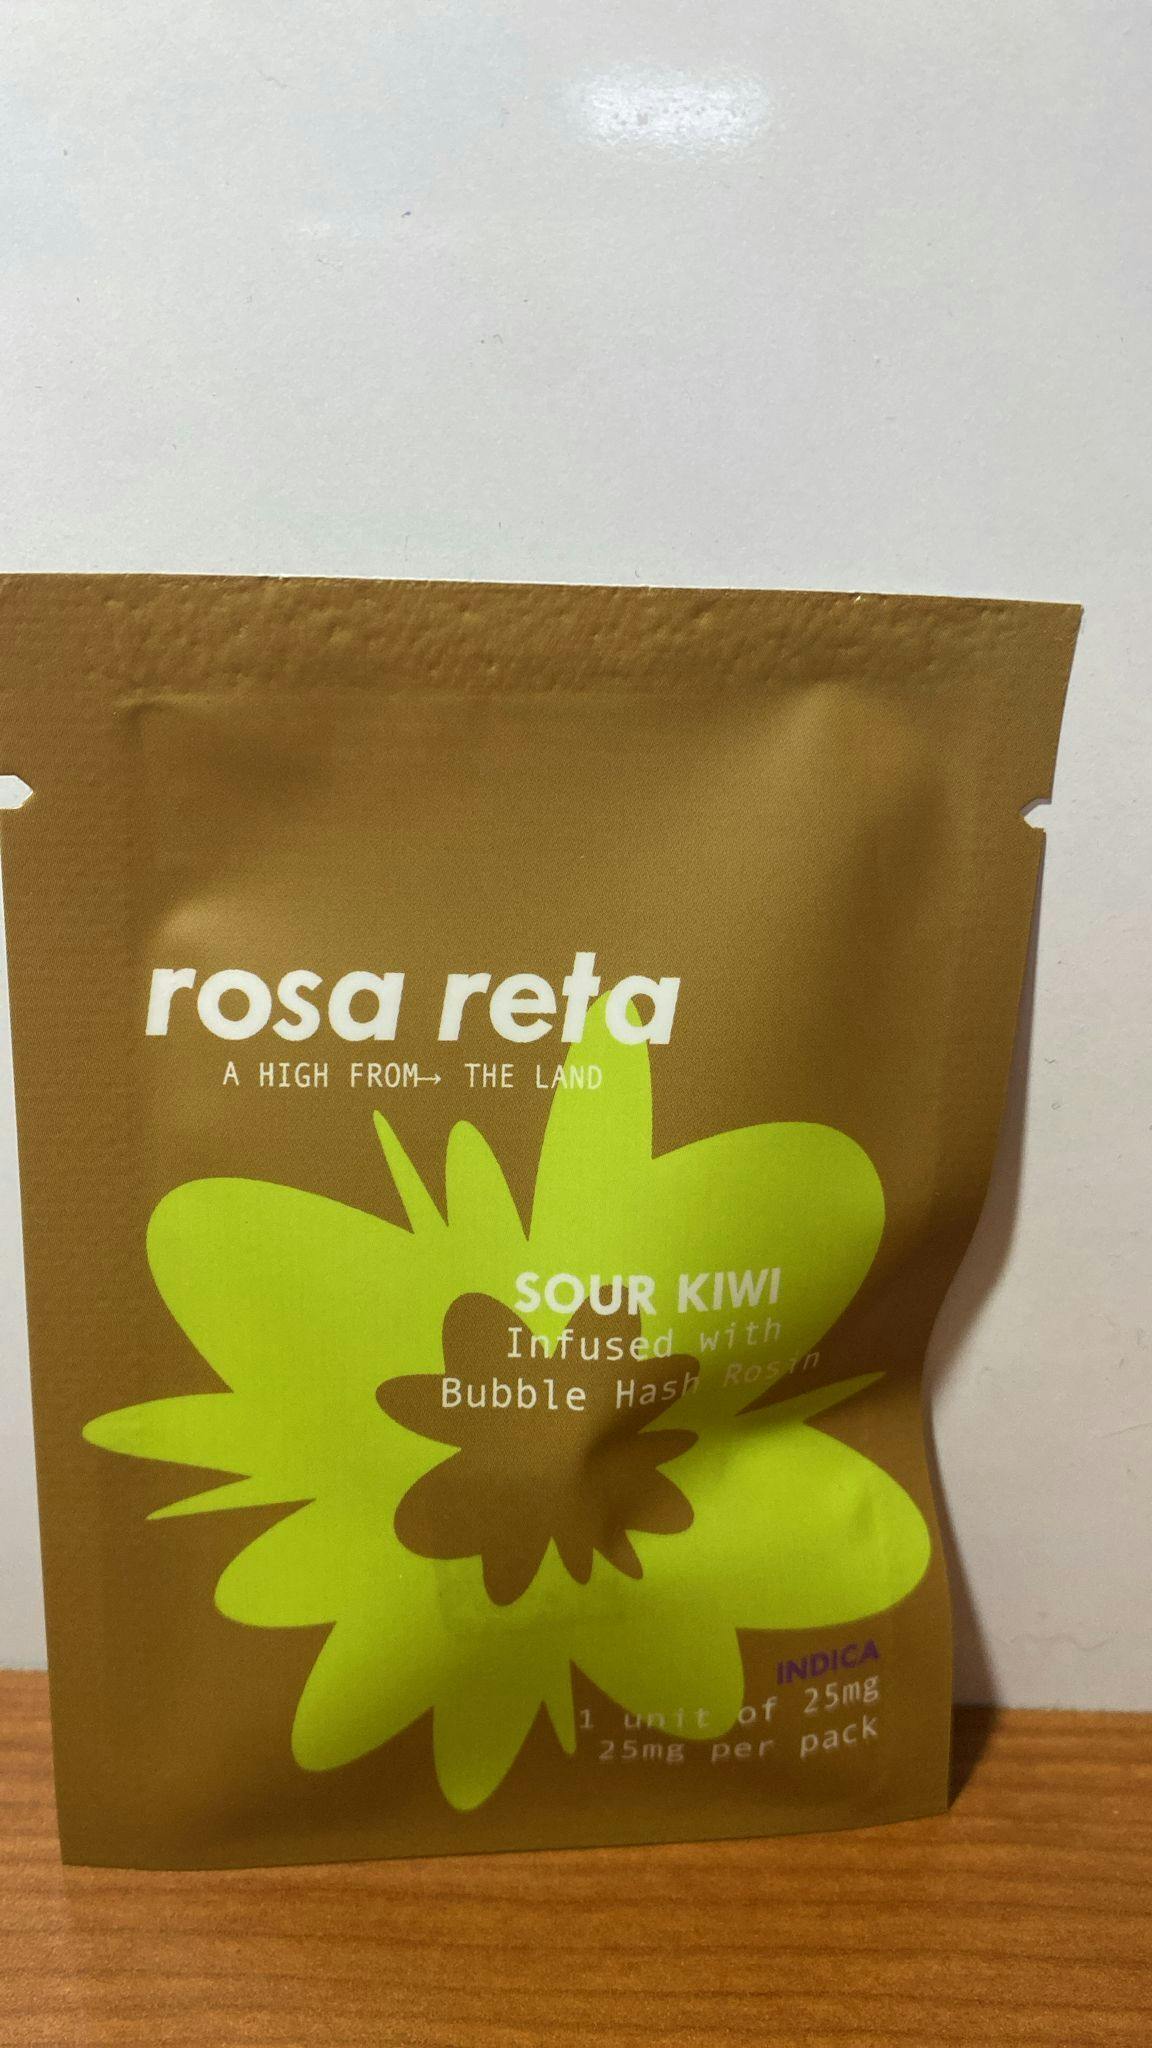 rosa reta
A HIGH FROM→ THE LAND
SOUR KIWI
Infused with
Bubble Hash Rosin
INDICA
1 unit of 25mg
25mg per pack